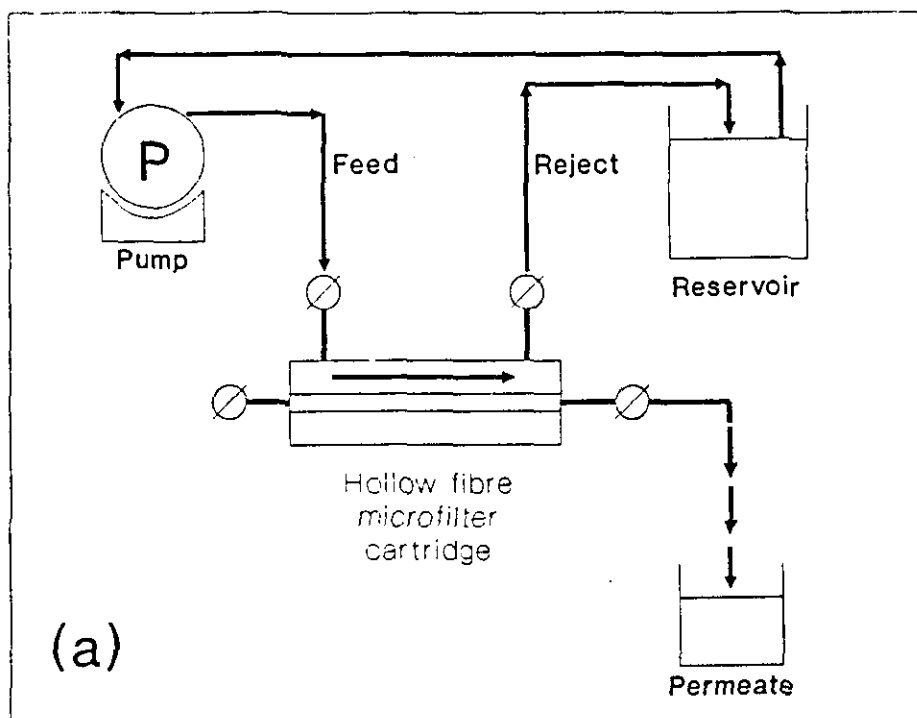 P
Pump
Feed
Reject
Reservoir
Hollow fibre
microfilter
cartridge
Permeate
(a)